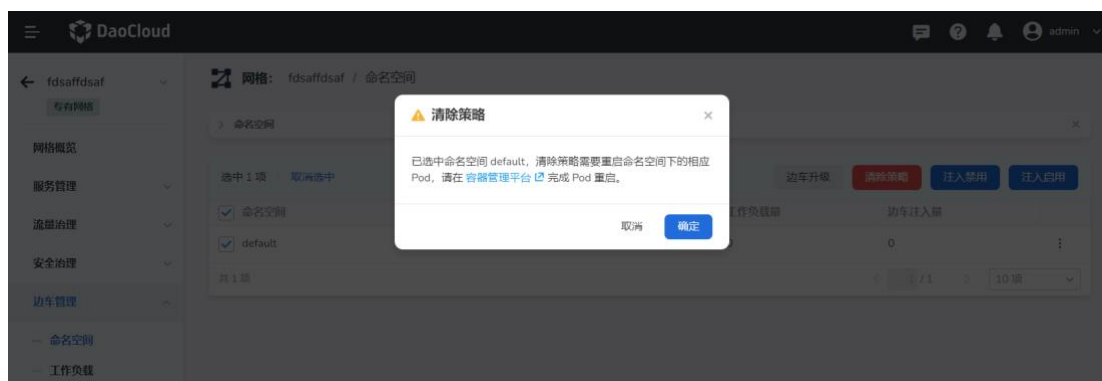 DaoCloud
admin
fdsaffdsaf
专有网格
网格： fdsaffdsaf / 命名空间
命名空间
清除策略
已选中命名空间 default，清除策略需要重启命名空间下的相应
Pod，请在 容器管理平台 完成 Pod 重启。
取消
确定
网格概览
服务管理
流量治理
安全治理
边车管理
命名空间
工作负载
选中 1 项
取消选中
边车升级
清除策略
注入禁用
注入启用
命名空间
工作负载量
边车注入量
default
0
共 1 项
/ 1
10 项